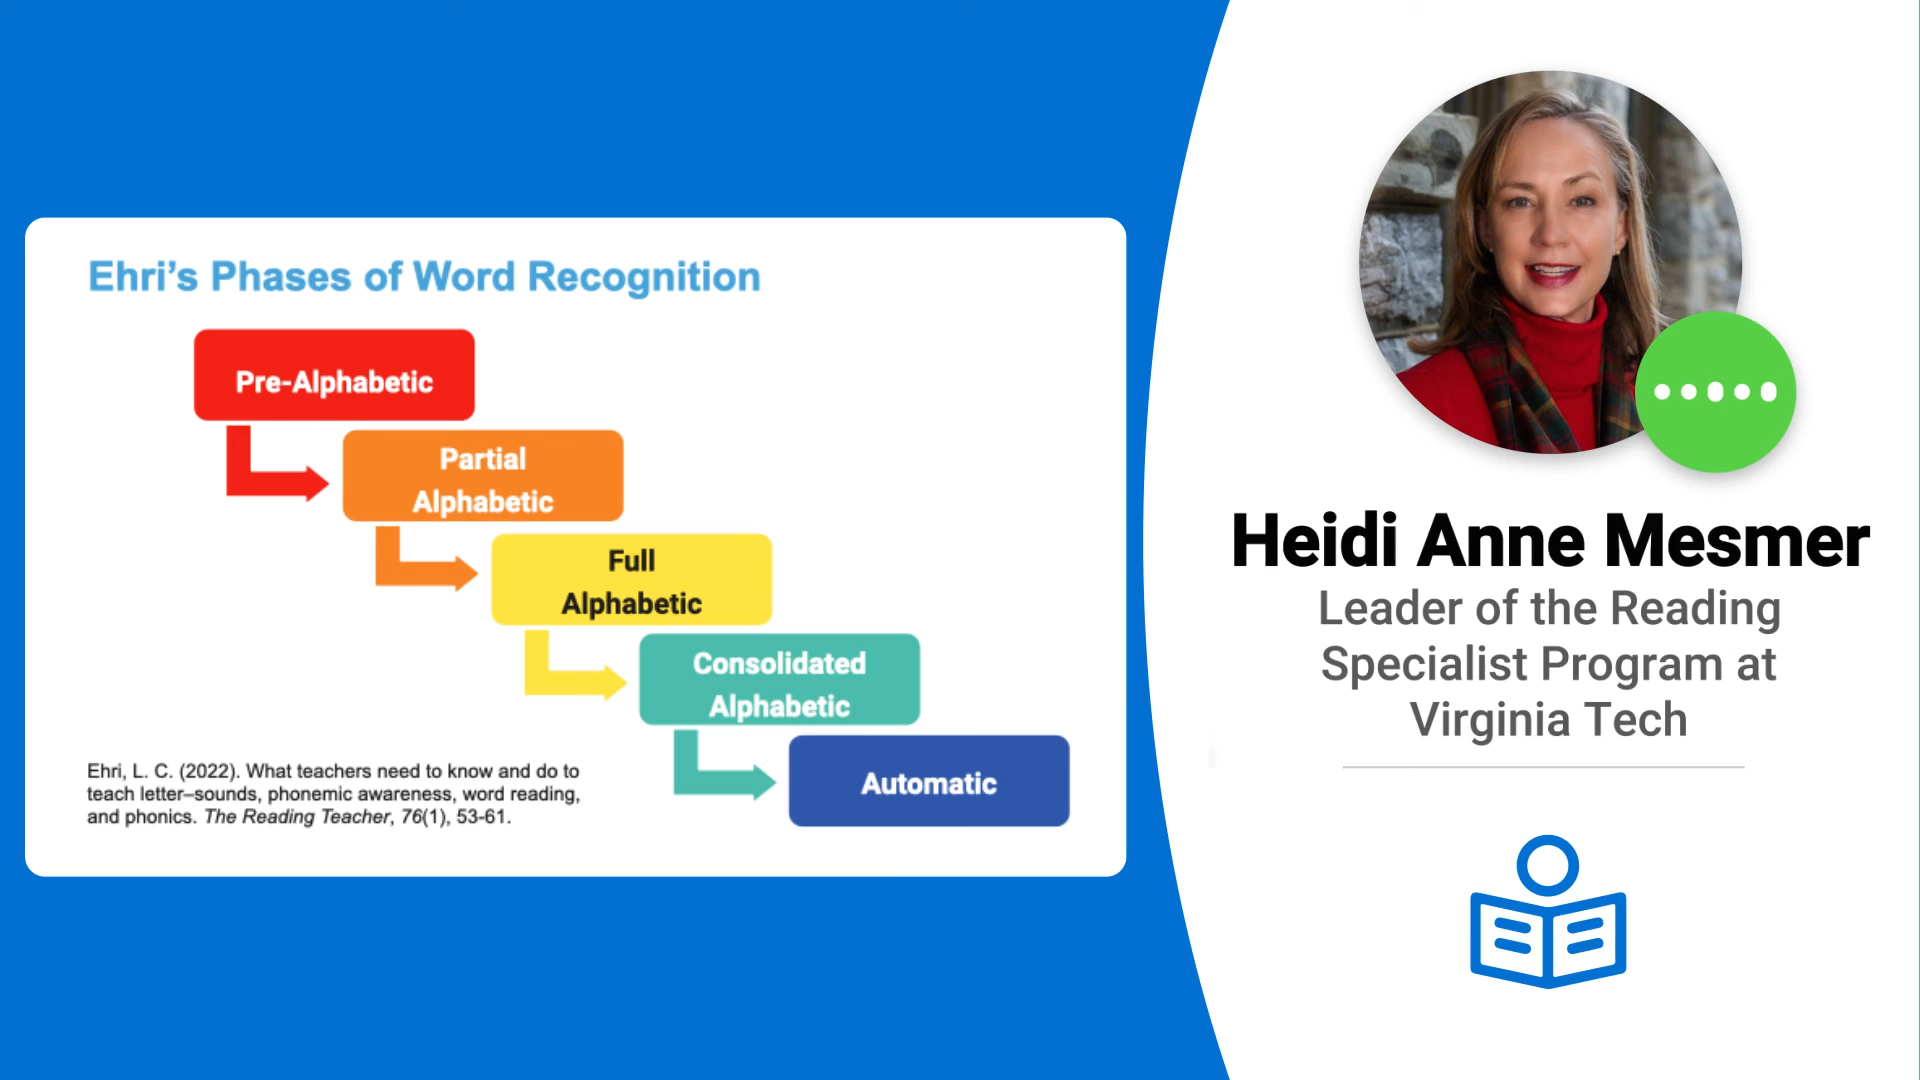 Ehri’s Phases of Word Recognition
Pre-Alphabetic
Partial
Alphabetic
Full
Alphabetic
Consolidated
Alphabetic
Automatic
Ehri, L. C. (2022). What teachers need to know and do to
teach letter–sounds, phonemic awareness, word reading,
and phonics. The Reading Teacher, 76(1), 53-61.
Heidi Anne Mesmer
Leader of the Reading
Specialist Program at
Virginia Tech